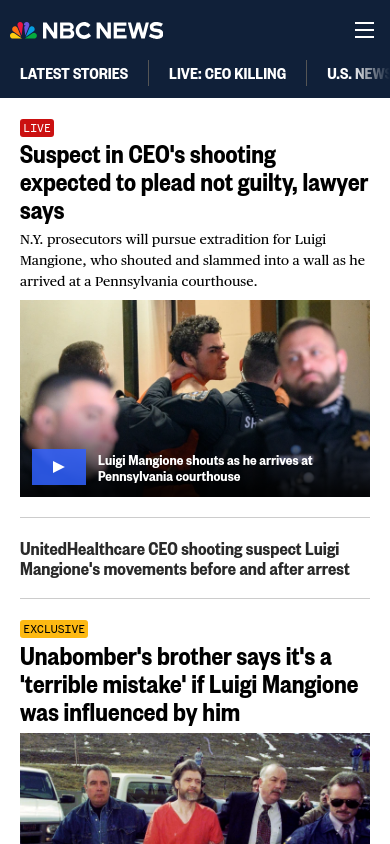 NBC NEWS
LATEST STORIES
LIVE: CEO KILLING
U.S. NEWS
LIVE
Suspect in CEO's shooting
expected to plead not guilty, lawyer
says
N.Y. prosecutors will pursue extradition for Luigi
Mangione, who shouted and slammed into a wall as he
arrived at a Pennsylvania courthouse.
SH
Luigi Mangione shouts as he arrives at
Pennsylvania courthouse
UnitedHealthcare CEO shooting suspect Luigi
Mangione's movements before and after arrest
EXCLUSIVE
Unabomber's brother says it's a
'terrible mistake' if Luigi Mangione
was influenced by him